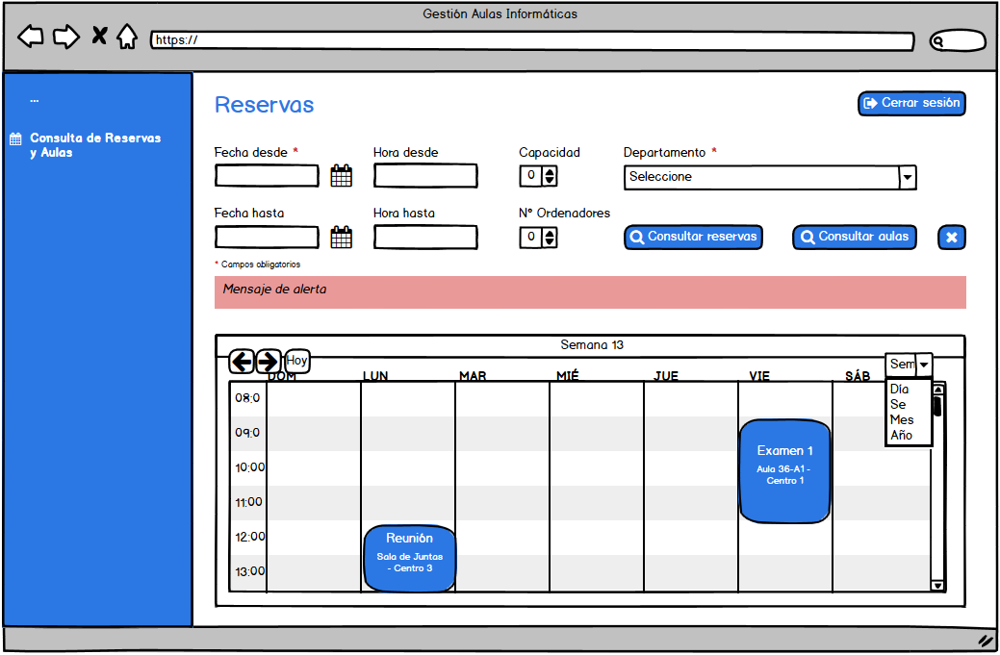 Gestión Aulas Informáticas
https://
...
Consulta de Reservas
y Aulas
Reservas
Cerrar sesión
Fecha desde *
Hora desde
Capacidad
Departamento *
0
Seleccione
Fecha hasta
Hora hasta
Nº Ordenadores
0
Consultar reservas
Consultar aulas
* Campos obligatorios
Mensaje de alerta
Semana 13
Hoy
Sem
DOM
LUN
MAR
MIÉ
JUE
VIE
SÁB
Día
Se
Mes
Año
08:0
09:0
10:00
11:00
12:00
13:00
Examen 1
Aula 36-A1 -
Centro 1
Reunión
Sala de Juntas
- Centro 3